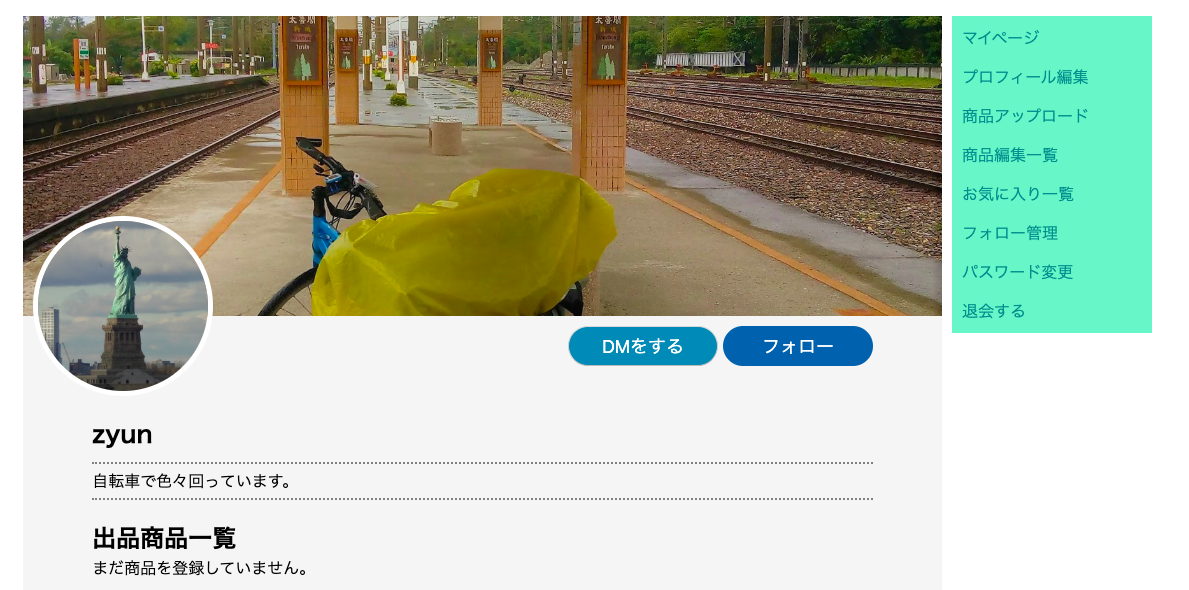 太魯閣
Taroko
マイページ
プロフィール編集
商品アップロード
商品編集一覧
お気に入り一覧
フォロー管理
パスワード変更
退会する
DMをする
フォロー
zyun
自転車で色々回っています。
出品商品一覧
まだ商品を登録していません。